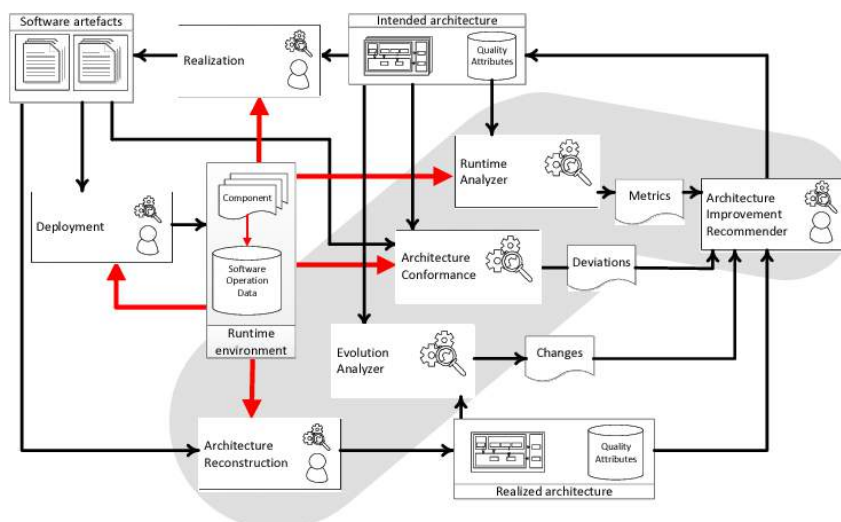 Software artefacts
Intended architecture
Realization
Quality
Attributes
Runtime
Analyzer
Component
Metrics
Architecture
Improvement
Recommender
Deployment
Software
Operation
Data
Architecture
Conformance
Deviations
Runtime
environment
Evolution
Analyzer
Changes
Architecture
Reconstruction
Quality
Attributes
Realized architecture